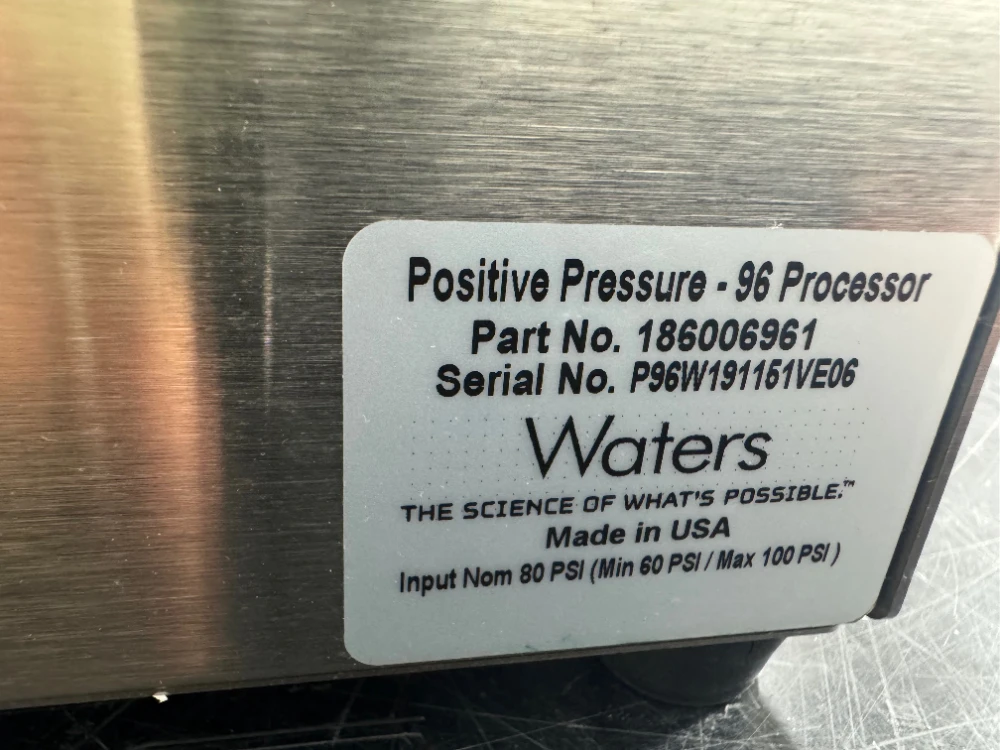 Positive Pressure - 96 Processor
Part No. 186006961
Serial No. P96W191151VE06
Waters
THE SCIENCE OF WHAT'S POSSIBLE.™
Made in USA
Input Nom 80 PSI (Min 60 PSI / Max 100 PSI )